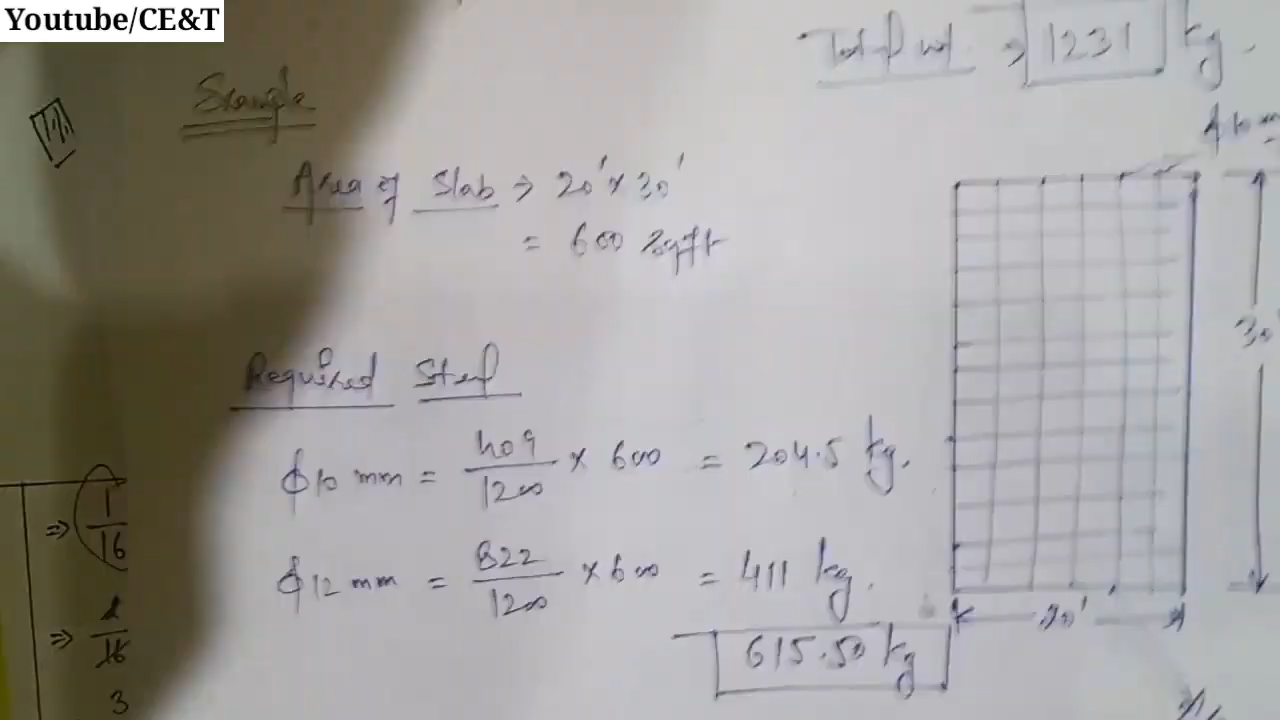 Youtube/CE&T
Total wt. ⇒ 1231 kg.
Example
Area of Slab ⇒ 20' x 30'
= 600 Sqft
Required Steel
ϕ10 mm = 409/1200 x 600 = 204.5 kg.
ϕ12 mm = 822/1200 x 600 = 411 kg.
615.50 kg
30'
20'
⇒ 1/16
⇒ 2/16
3